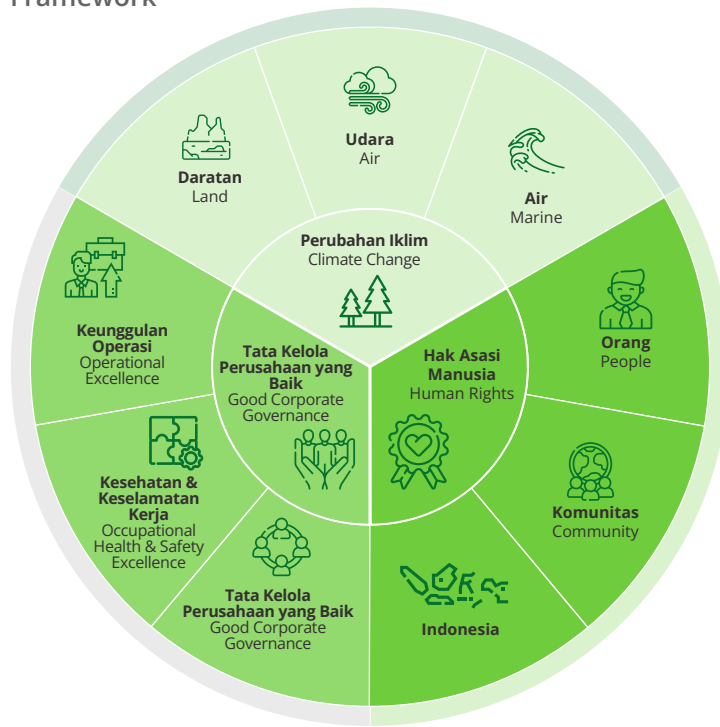 Framework
Udara
Air
Daratan
Land
Air
Marine
Perubahan Iklim
Climate Change
Keunggulan
Operasi
Operational
Excellence
Tata Kelola
Perusahaan yang
Baik
Good Corporate
Governance
Hak Asasi
Manusia
Human Rights
Orang
People
Kesehatan &
Keselamatan
Kerja
Occupational
Health & Safety
Excellence
Komunitas
Community
Tata Kelola
Perusahaan yang Baik
Good Corporate
Governance
Indonesia